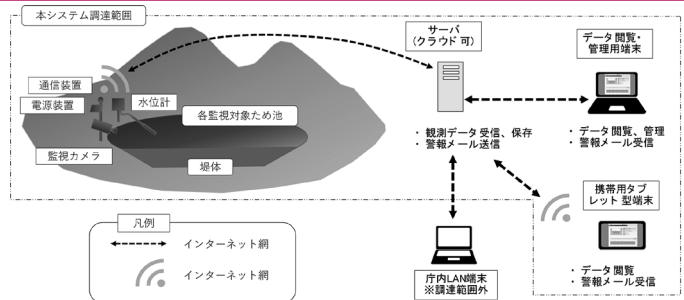 本システム調達範囲
通信装置
電源装置
水位計
監視カメラ
各監視対象ため池
堤体
サーバ
(クラウド可)
・観測データ受信、保存
・警報メール送信
データ閲覧・
管理用端末
・データ閲覧、管理
・警報メール受信
携帯用タブ
レット型端末
・データ閲覧
・警報メール受信
庁内LAN端末
※調達範囲外
凡例
インターネット網
インターネット網